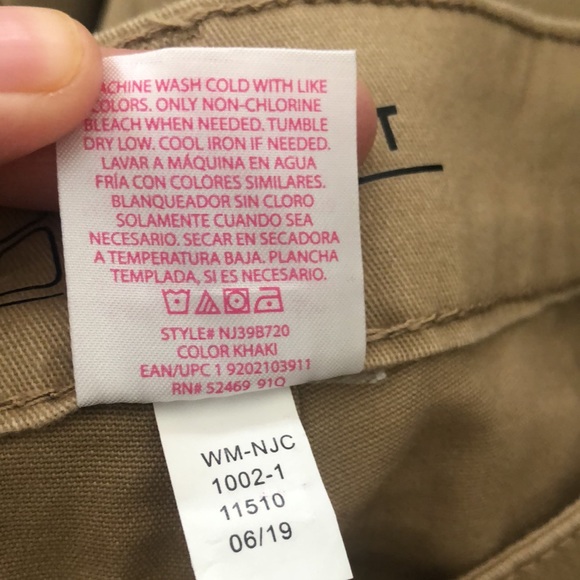 MACHINE WASH COLD WITH LIKE
COLORS. ONLY NON-CHLORINE
BLEACH WHEN NEEDED. TUMBLE
DRY LOW. COOL IRON IF NEEDED.
LAVAR A MÁQUINA EN AGUA
FRÍA CON COLORES SIMILARES.
BLANQUEADOR SIN CLORO
SOLAMENTE CUANDO SEA
NECESARIO. SECAR EN SECADORA
A TEMPERATURA BAJA. PLANCHA
TEMPLADA, SI ES NECESARIO.
STYLE# NJ39B720
COLOR KHAKI
EAN/UPC 1 9202103911
RN# 52469 91O
WM-NJC
1002-1
11510
06/19